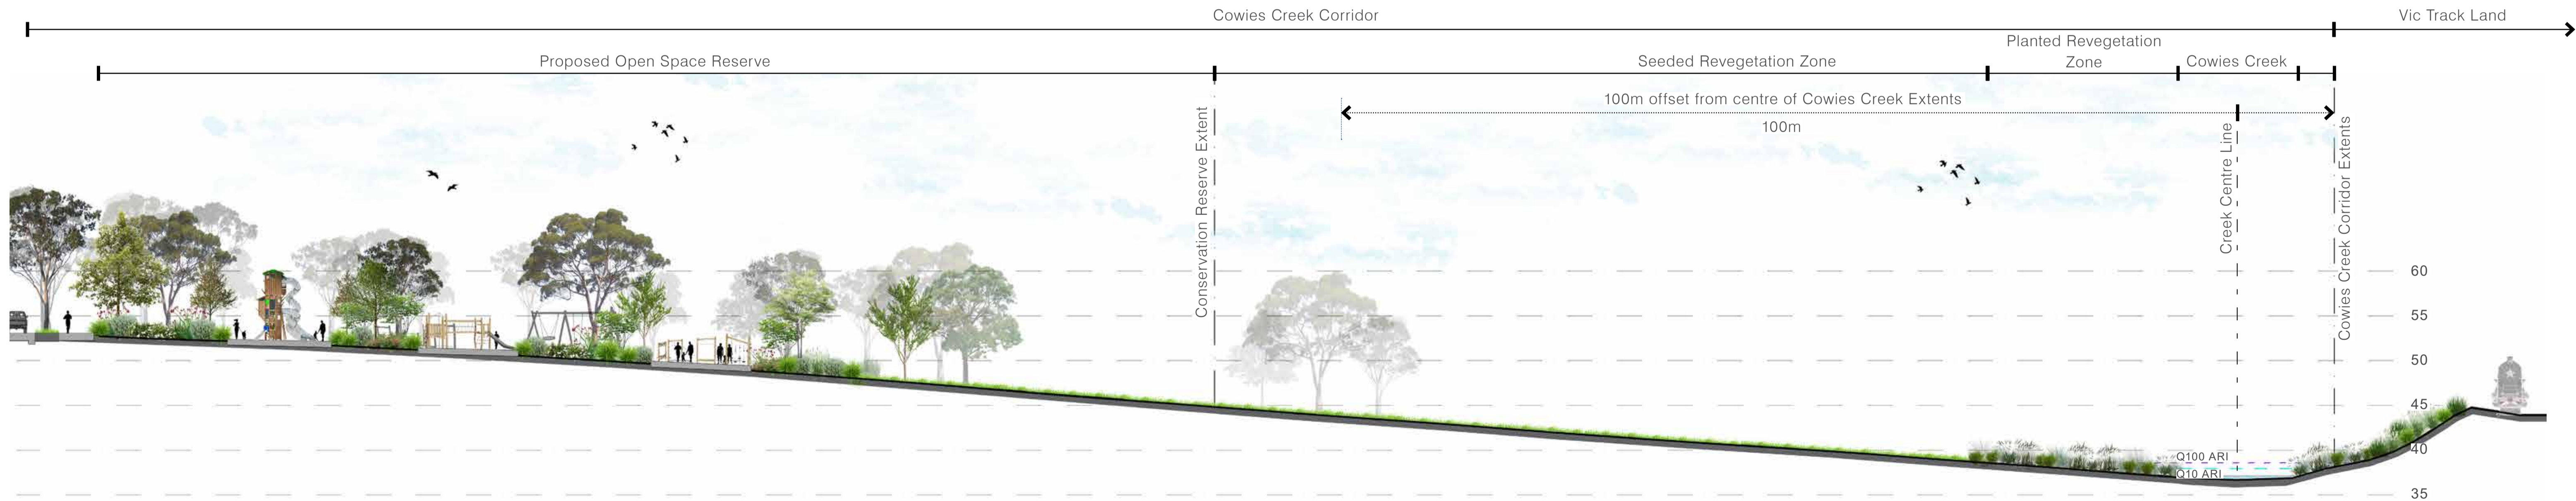 Cowies Creek Corridor
Vic Track Land
Proposed Open Space Reserve
Seeded Revegetation Zone
Planted Revegetation
Zone
Cowies Creek
100m offset from centre of Cowies Creek Extents
100m
Conservation Reserve Extent
Creek Centre Line
Cowies Creek Corridor Extents
60
55
50
45
40
35
Q100 ARI
Q10 ARI